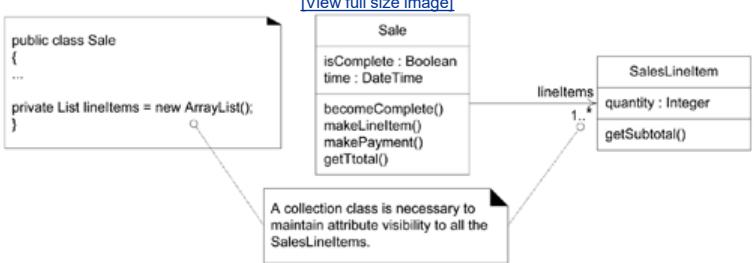 [View full size image]
public class Sale
{
...
private List lineItems = new ArrayList();
}
Sale
isComplete : Boolean
time : DateTime
becomeComplete()
makeLineItem()
makePayment()
getTtotal()
lineItems
1..*
SalesLineItem
quantity : Integer
getSubtotal()
A collection class is necessary to
maintain attribute visibility to all the
SalesLineItems.